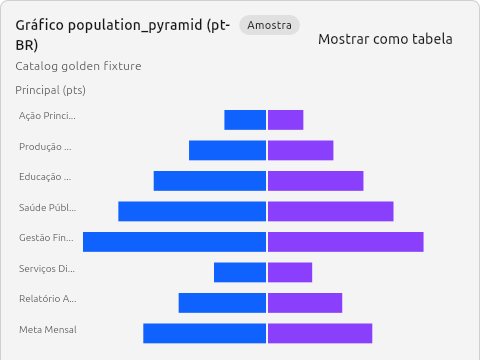 Gráfico population_pyramid (pt-BR)
Amostra
Mostrar como tabela
Catalog golden fixture
Principal (pts)
Ação Princi...
Produção ...
Educação ...
Saúde Públ...
Gestão Fin...
Serviços Di...
Relatório A...
Meta Mensal